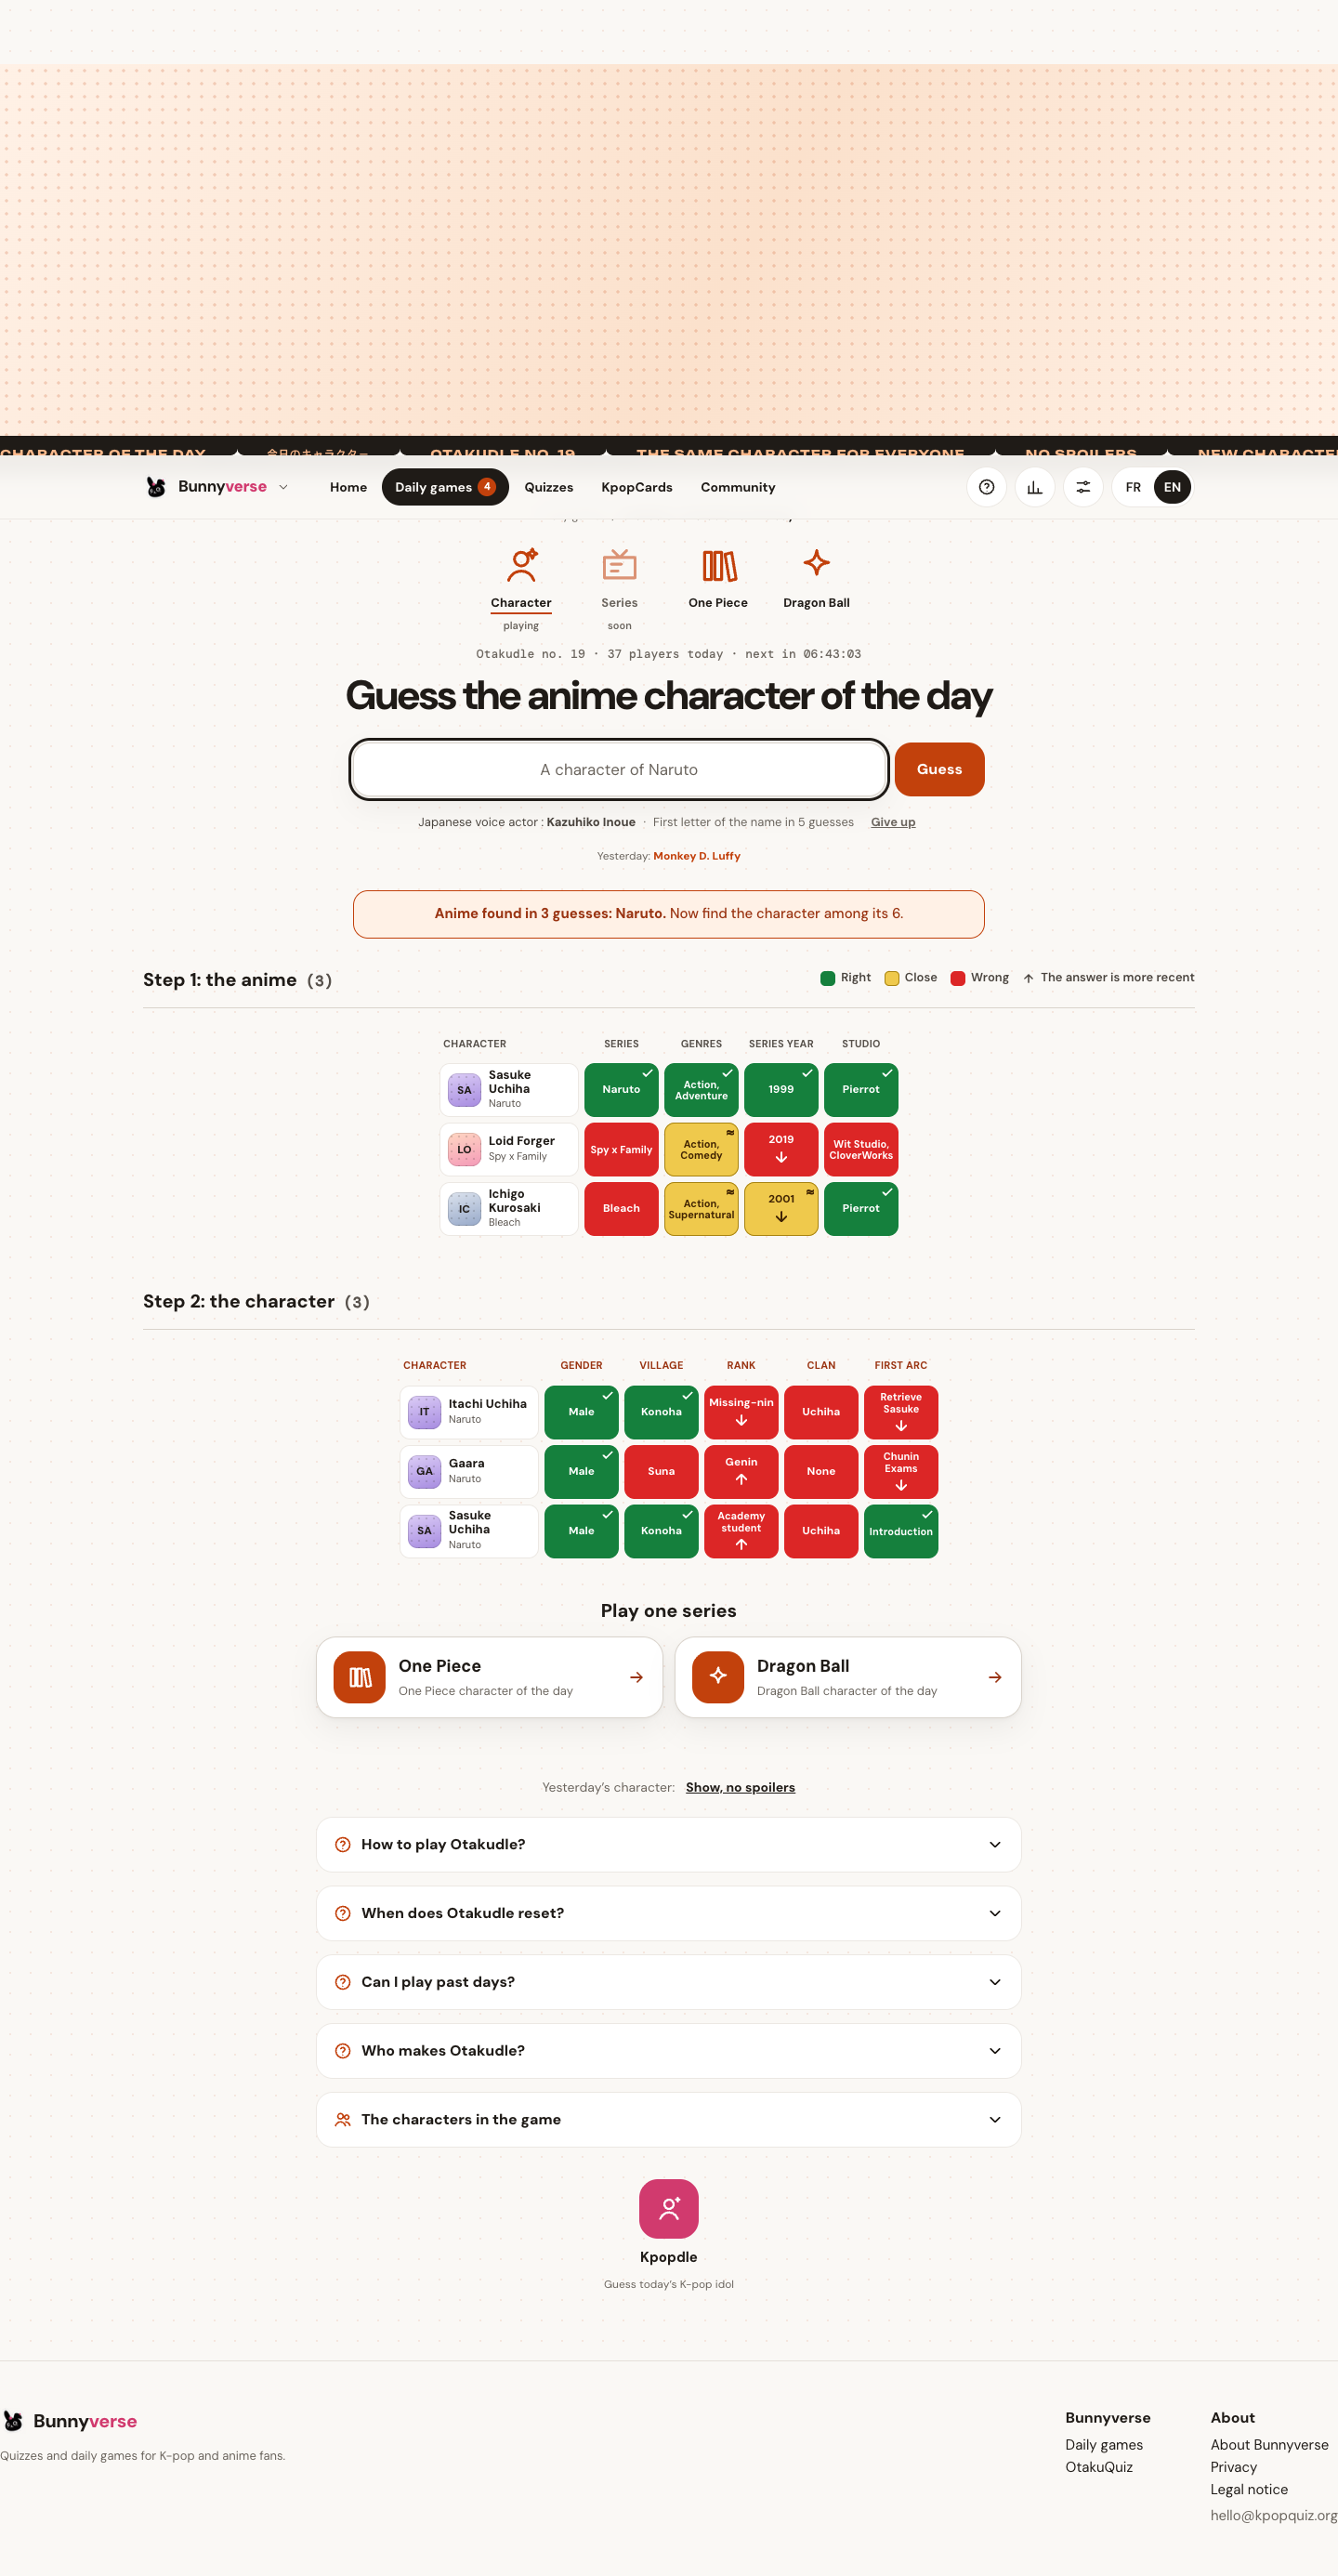 CHARACTER OF THE DAY 今日のキャラクター OTAKUDLE NO. 19 THE SAME CHARACTER FOR EVERYONE NO SPOILERS NEW CHARACTE
Bunnyverse Home Daily games 4 Quizzes KpopCards Community FR EN
Character Series One Piece Dragon Ball
playing soon
Otakudle no. 19 · 37 players today · next in 06:43:03
Guess the anime character of the day
A character of Naruto Guess
Japanese voice actor : Kazuhiko Inoue · First letter of the name in 5 guesses Give up
Yesterday: Monkey D. Luffy
Anime found in 3 guesses: Naruto. Now find the character among its 6.
Step 1: the anime (3)
Right Close Wrong ↑ The answer is more recent
CHARACTER SERIES GENRES SERIES YEAR STUDIO
SA Sasuke Uchiha Naruto Naruto Action, Adventure 1999 Pierrot
LO Loid Forger Spy x Family Spy x Family Action, Comedy 2019 ↓ Wit Studio, CloverWorks
IC Ichigo Kurosaki Bleach Bleach Action, Supernatural 2001 ↓ Pierrot
Step 2: the character (3)
CHARACTER GENDER VILLAGE RANK CLAN FIRST ARC
IT Itachi Uchiha Naruto Male Konoha Missing-nin ↓ Uchiha Retrieve Sasuke ↓
GA Gaara Naruto Male Suna Genin ↑ None Chunin Exams ↓
SA Sasuke Uchiha Naruto Male Konoha Academy student ↑ Uchiha Introduction
Play one series
One Piece
One Piece character of the day
Dragon Ball
Dragon Ball character of the day
Yesterday's character: Show, no spoilers
How to play Otakudle?
When does Otakudle reset?
Can I play past days?
Who makes Otakudle?
The characters in the game
Kpopdle
Guess today's K-pop idol
Bunnyverse
Quizzes and daily games for K-pop and anime fans.
Bunnyverse
Daily games
OtakuQuiz
About
About Bunnyverse
Privacy
Legal notice
hello@kpopquiz.org